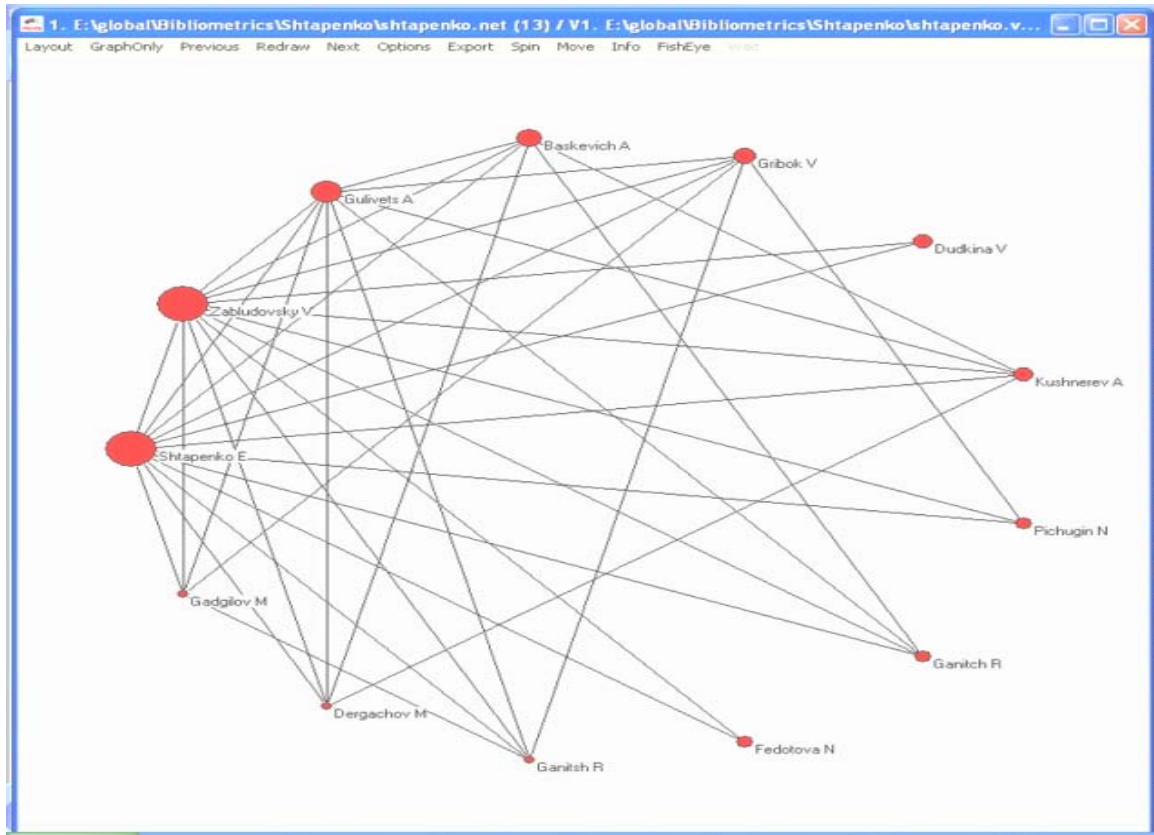 1. E:\global\Bibliometrics\Shtapenko\shtapenko.net (13) / V1. E:\global\Bibliometrics\Shtapenko\shtapenko.v...
Layout GraphOnly Previous Redraw Next Options Export Spin Move Info FishEye
Baskevich A
Gribok V
Gulivets A
Dudkina V
Zabludovsky V
Kushnerev A
Shtapenko E
Pichugin N
Gadgilov M
Ganitch R
Dergachov M
Fedotova N
Ganitsh R